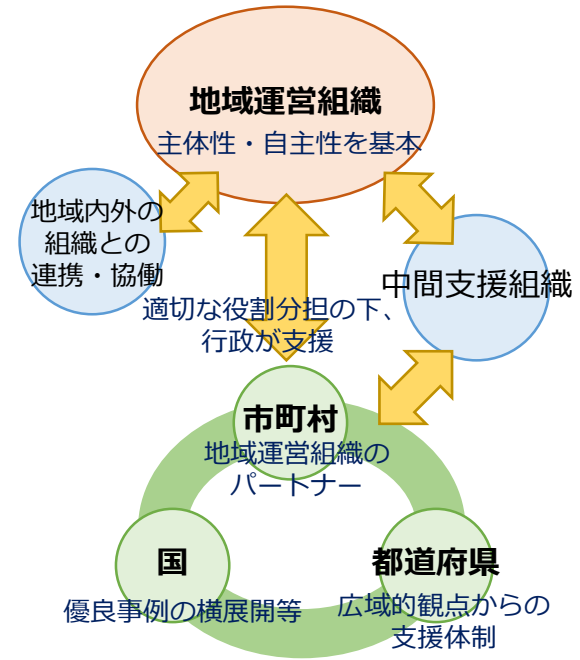 地域運営組織
主体性・自主性を基本
地域内外の
組織との
連携・協働
中間支援組織
適切な役割分担の下、
行政が支援
市町村
地域運営組織の
パートナー
国
優良事例の横展開等
都道府県
広域的観点からの
支援体制